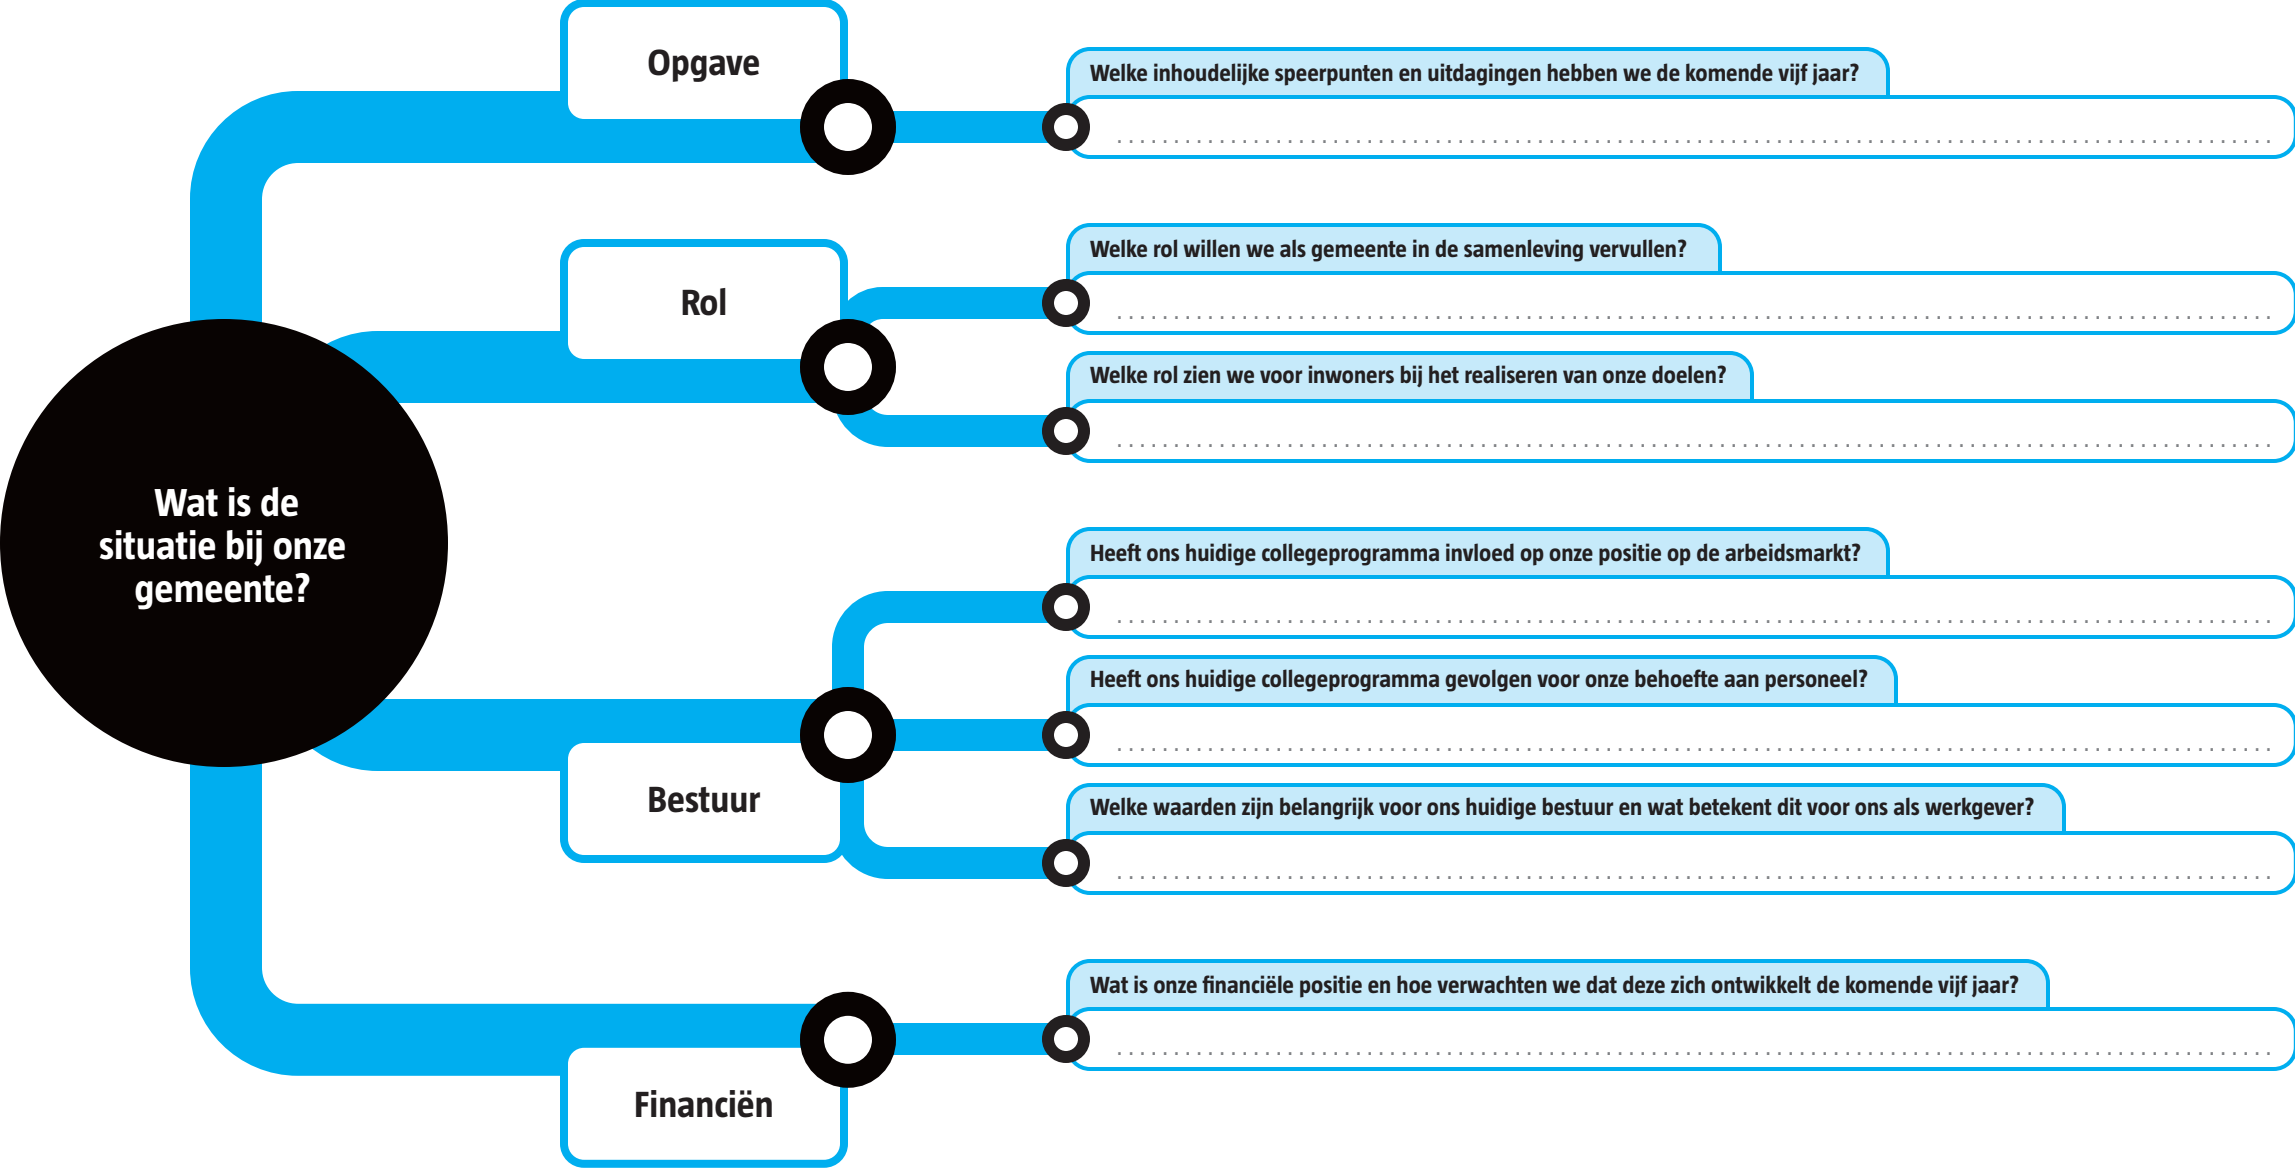 Wat is de
situatie bij onze
gemeente?
Opgave
Welke inhoudelijke speerpunten en uitdagingen hebben we de komende vijf jaar?
Rol
Welke rol willen we als gemeente in de samenleving vervullen?
Welke rol zien we voor inwoners bij het realiseren van onze doelen?
Bestuur
Heeft ons huidige collegeprogramma invloed op onze positie op de arbeidsmarkt?
Heeft ons huidige collegeprogramma gevolgen voor onze behoefte aan personeel?
Welke waarden zijn belangrijk voor ons huidige bestuur en wat betekent dit voor ons als werkgever?
Financiën
Wat is onze financiële positie en hoe verwachten we dat deze zich ontwikkelt de komende vijf jaar?